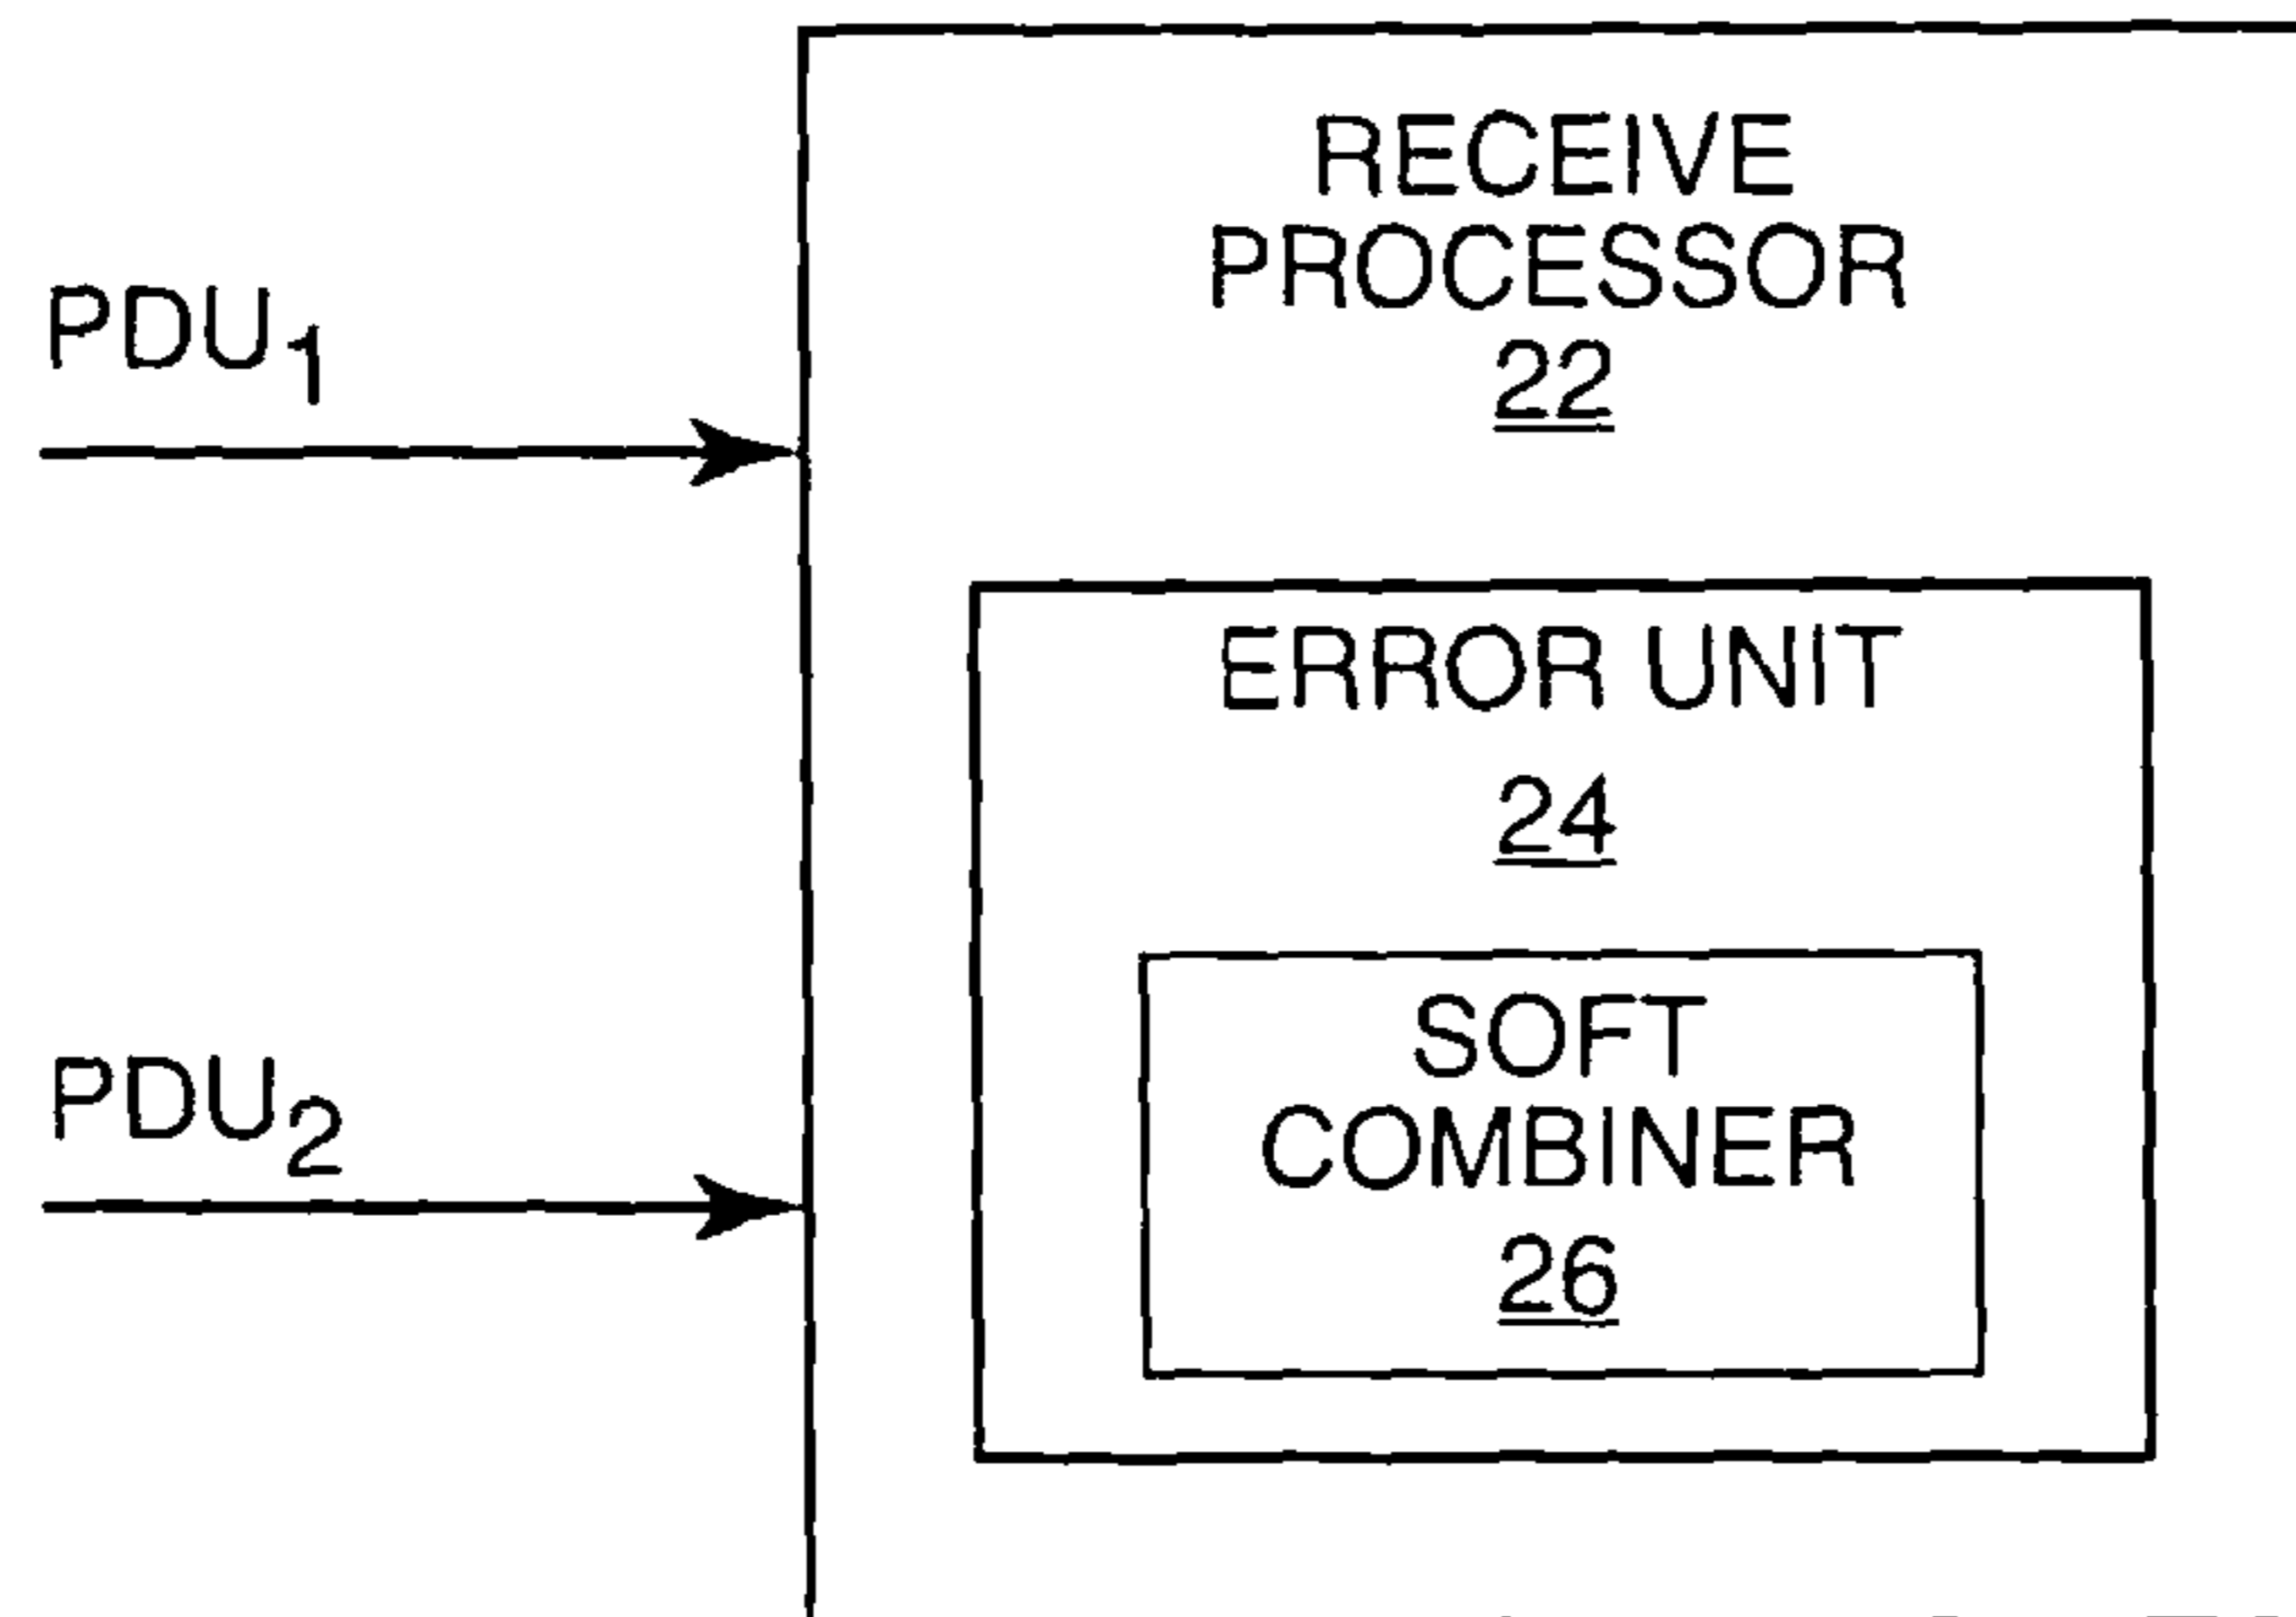 RECEIVE
PROCESSOR
22
PDU1
ERROR UNIT
24
SOFT
COMBINER
26
PDU2